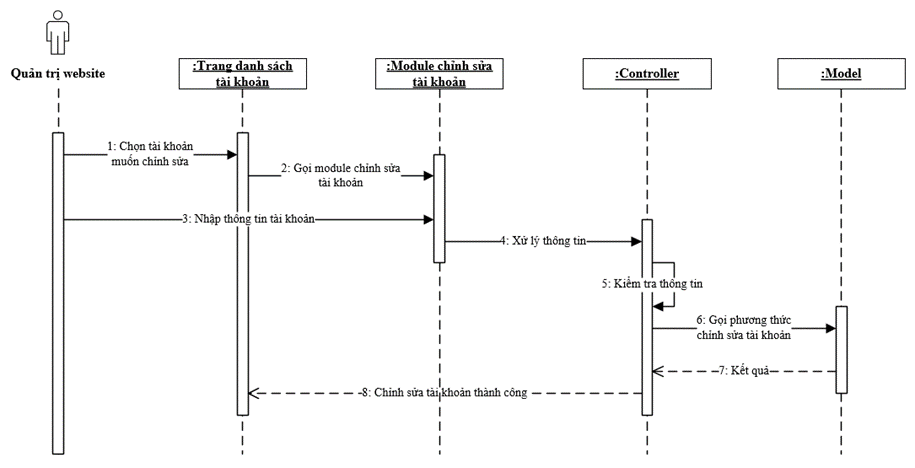 Quản trị website
:Trang danh sách
tài khoản
:Module chỉnh sửa
tài khoản
:Controller
:Model
1: Chọn tài khoản
muốn chỉnh sửa
2: Gọi module chỉnh sửa
tài khoản
3: Nhập thông tin tài khoản
4: Xử lý thông tin
5: Kiểm tra thông tin
6: Gọi phương thức
chỉnh sửa tài khoản
7: Kết quả
8: Chỉnh sửa tài khoản thành công